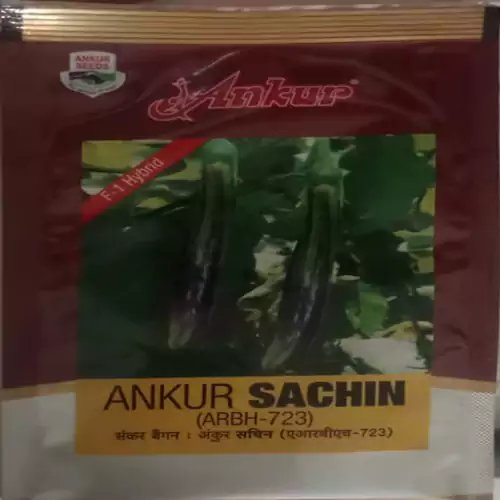 ANKUR
SEEDS
Ankur®
F-1 Hybrid
ANKUR SACHIN
(ARBH-723)
संकर बैंगन : अंकुर सचिन (एआरबीएच-723)